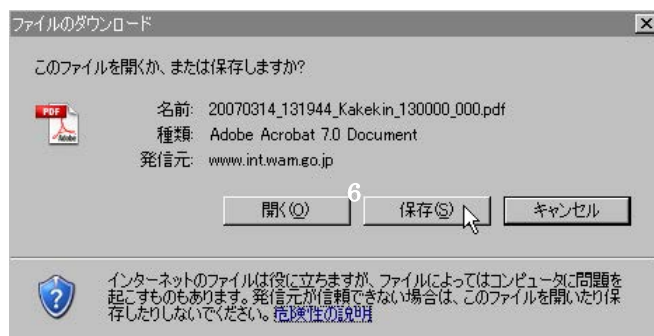 ファイルのダウンロード
このファイルを開くか、または保存しますか?
PDF
Adobe
名前: 20070314_131944_Kakekin_130000_000.pdf
種類: Adobe Acrobat 7.0 Document
発信元: www.int.wam.go.jp
6
開く(O) 保存(S) キャンセル
インターネットのファイルは役に立ちますが、ファイルによってはコンピュータに問題を
起こすものもあります。発信元が信頼できない場合は、このファイルを開いたり保
存したりしないでください。危険性の説明